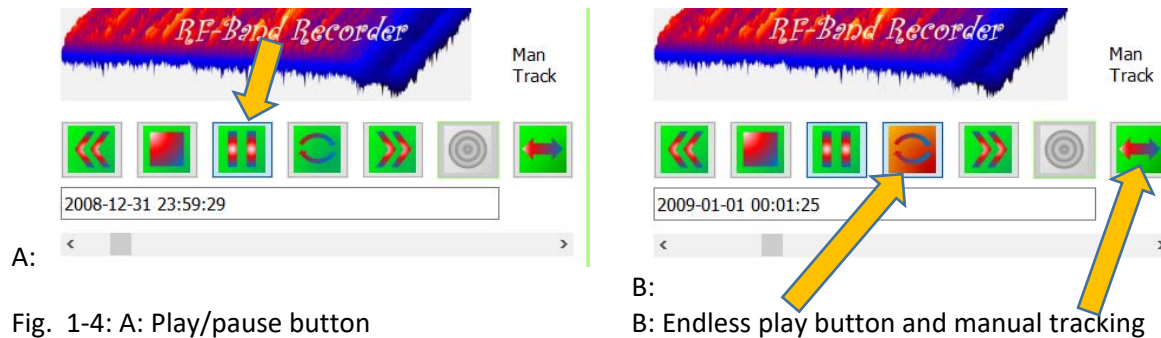 RF-Band Recorder
Man
Track
2008-12-31 23:59:29
A:
Fig. 1-4: A: Play/pause button
RF-Band Recorder
Man
Track
2009-01-01 00:01:25
B:
B: Endless play button and manual tracking